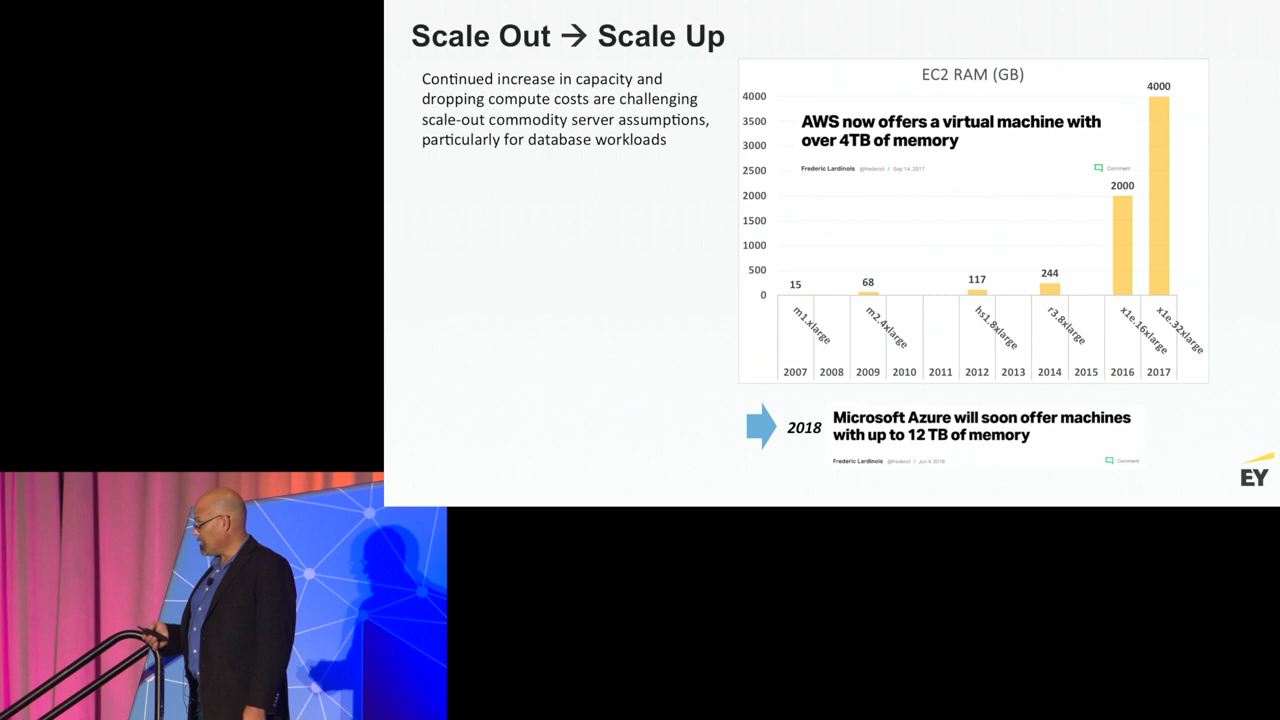 Scale Out → Scale Up
Continued increase in capacity and
dropping compute costs are challenging
scale-out commodity server assumptions,
particularly for database workloads
EC2 RAM (GB)
4000
3500
3000
2500
2000
1500
1000
500
0
15
68
117
244
2000
4000
AWS now offers a virtual machine with
over 4TB of memory
Frederic Lardinois @fredericl / Sep 14, 2017
Comment
m1.xlarge
m2.4xlarge
hs1.8xlarge
r3.8xlarge
x1e.16xlarge
x1e.32xlarge
2007 2008 2009 2010 2011 2012 2013 2014 2015 2016 2017
2018
Microsoft Azure will soon offer machines
with up to 12 TB of memory
Frederic Lardinois @fredericl / Jun 4, 2018
Comment
EY